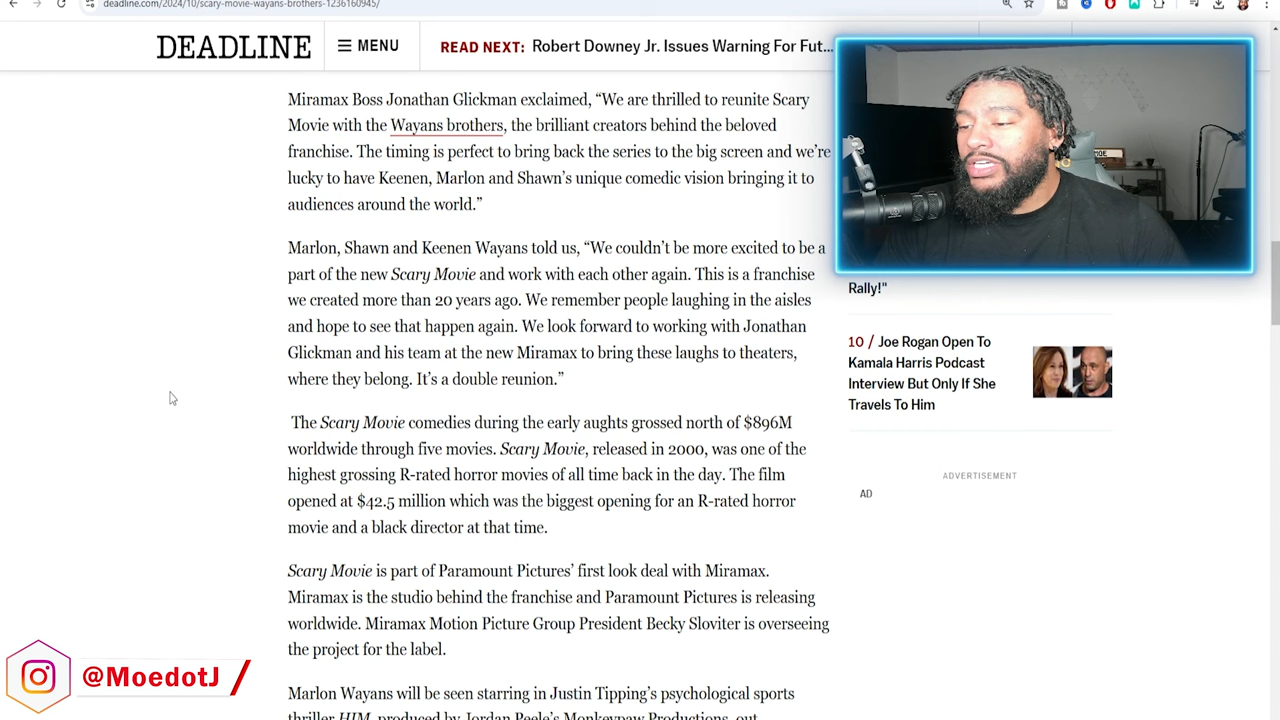 deadline.com/2024/10/scary-movie-wayans-brothers-1236160945/
DEADLINE
MENU
READ NEXT: Robert Downey Jr. Issues Warning For Fut...
Miramax Boss Jonathan Glickman exclaimed, “We are thrilled to reunite Scary
Movie with the Wayans brothers, the brilliant creators behind the beloved
franchise. The timing is perfect to bring back the series to the big screen and we’re
lucky to have Keenen, Marlon and Shawn’s unique comedic vision bringing it to
audiences around the world.”
Marlon, Shawn and Keenen Wayans told us, “We couldn’t be more excited to be a
part of the new Scary Movie and work with each other again. This is a franchise
we created more than 20 years ago. We remember people laughing in the aisles
and hope to see that happen again. We look forward to working with Jonathan
Glickman and his team at the new Miramax to bring these laughs to theaters,
where they belong. It’s a double reunion.”
The Scary Movie comedies during the early aughts grossed north of $896M
worldwide through five movies. Scary Movie, released in 2000, was one of the
highest grossing R-rated horror movies of all time back in the day. The film
opened at $42.5 million which was the biggest opening for an R-rated horror
movie and a black director at that time.
Scary Movie is part of Paramount Pictures’ first look deal with Miramax.
Miramax is the studio behind the franchise and Paramount Pictures is releasing
worldwide. Miramax Motion Picture Group President Becky Sloviter is overseeing
the project for the label.
Marlon Wayans will be seen starring in Justin Tipping’s psychological sports
thriller HIM, produced by Jordan Peele’s Monkeypaw Productions, out
MOE
Rally!"
10 / Joe Rogan Open To
Kamala Harris Podcast
Interview But Only If She
Travels To Him
ADVERTISEMENT
AD
@MoedotJ